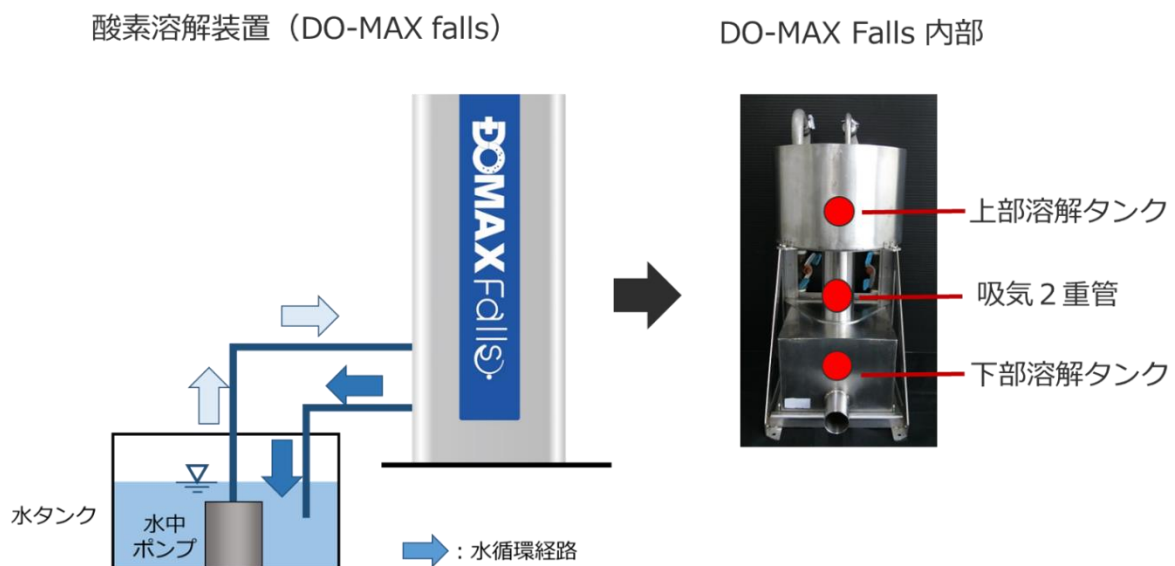 酸素溶解装置（DO-MAX falls）
DO-MAX Falls 内部
DOMAX Falls
上部溶解タンク
吸気２重管
下部溶解タンク
水タンク
水中
ポンプ
：水循環経路